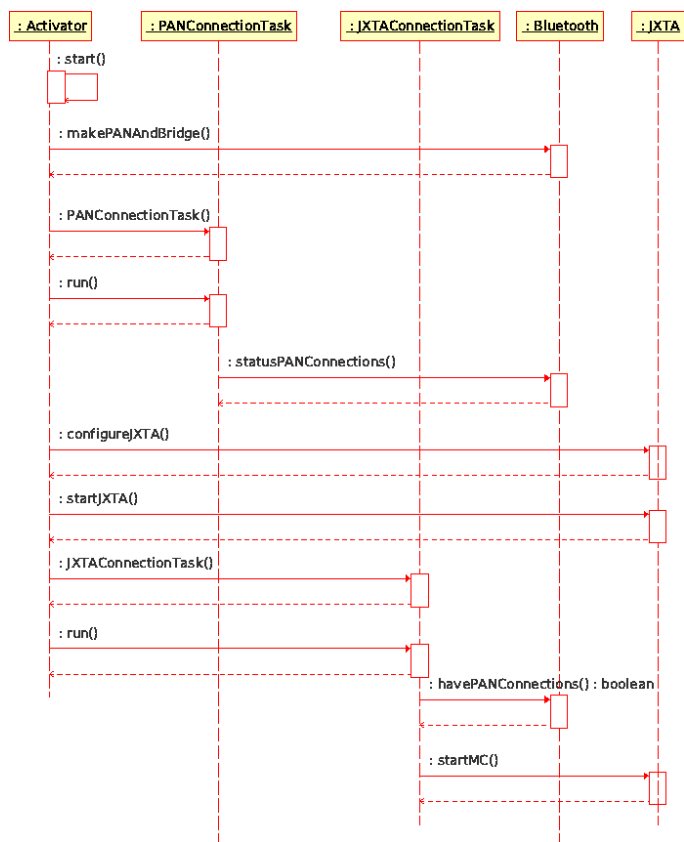 : Activator
: PANConnectionTask
: JXTAConnectionTask
: Bluetooth
: JXTA
: start()
: makePANAndBridge()
: PANConnectionTask()
: run()
: statusPANConnections()
: configureJXTA()
: startJXTA()
: JXTAConnectionTask()
: run()
: havePANConnections() : boolean
: startMC()